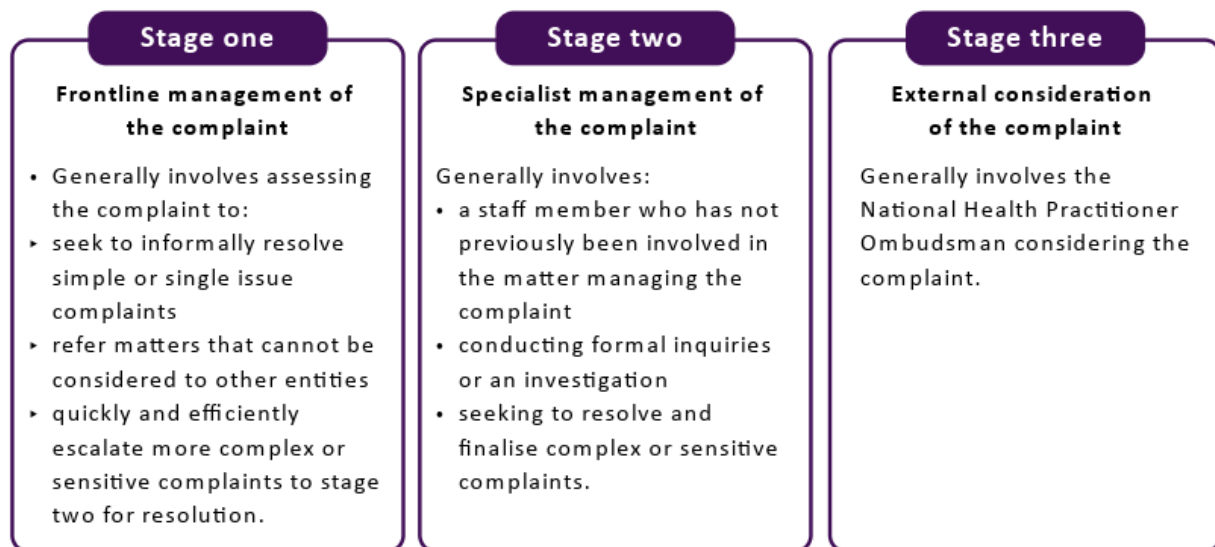 Stage one
Frontline management of
the complaint
• Generally involves assessing
the complaint to:
▸ seek to informally resolve
simple or single issue
complaints
▸ refer matters that cannot be
considered to other entities
▸ quickly and efficiently
escalate more complex or
sensitive complaints to stage
two for resolution.
Stage two
Specialist management of
the complaint
Generally involves:
• a staff member who has not
previously been involved in
the matter managing the
complaint
• conducting formal inquiries
or an investigation
• seeking to resolve and
finalise complex or sensitive
complaints.
Stage three
External consideration
of the complaint
Generally involves the
National Health Practitioner
Ombudsman considering the
complaint.